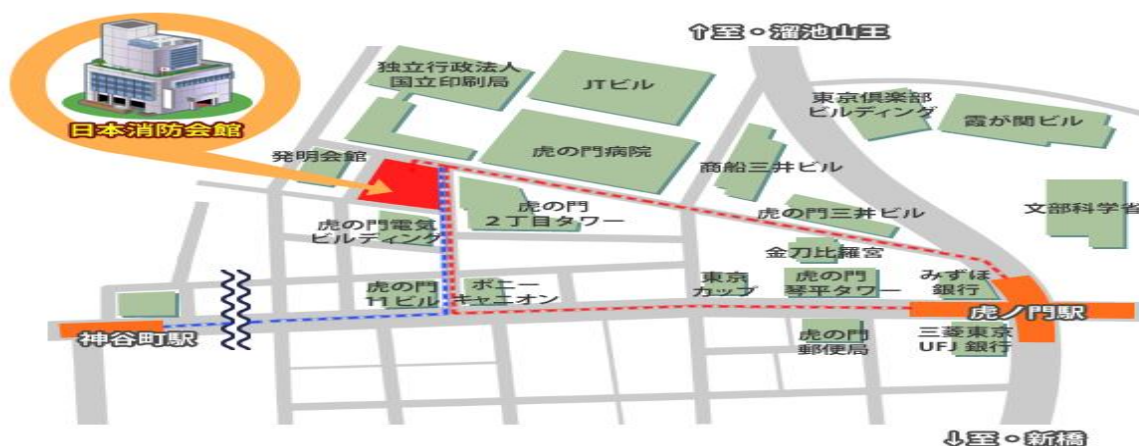 ↑至・溜池山王
独立行政法人
国立印刷局
JTビル
東京倶楽部
ビルディング
霞が関ビル
日本消防会館
発明会館
虎の門病院
商船三井ビル
虎の門
2丁目タワー
虎の門三井ビル
文部科学省
虎の門電気
ビルディング
金刀比羅宮
虎の門
11ビル
ポニー
キャニオン
東京
カップ
虎の門
琴平タワー
みずほ
銀行
虎ノ門駅
神谷町駅
虎の門
郵便局
三菱東京
UFJ 銀行
↓至・新橋